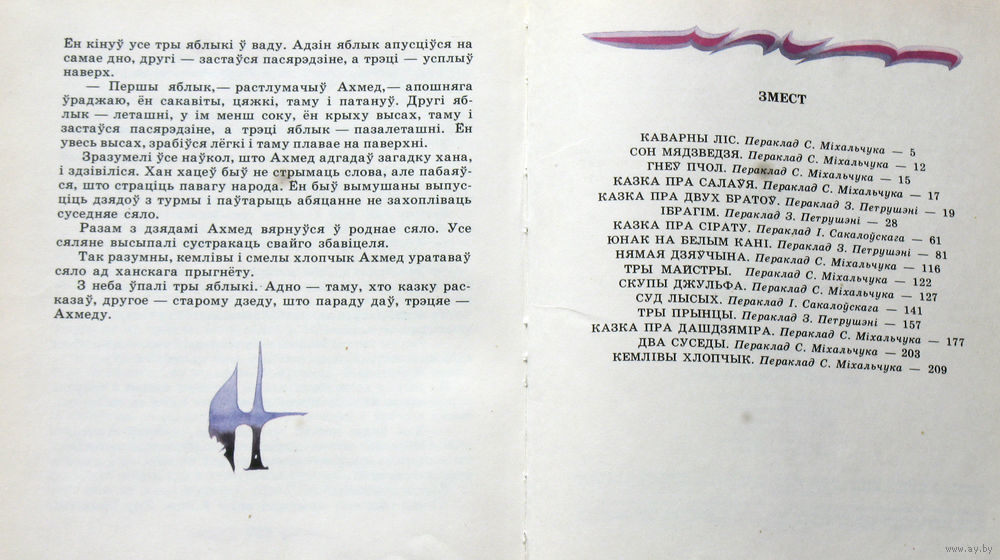 Ён кінуў усе тры яблыкі ў ваду. Адзін яблык апусціўся на
самае дно, другі — застаўся пасярэдзіне, а трэці — усплыў
наверх.
— Першы яблык,— растлумачыў Ахмед,— апошняга
ўраджаю, ён сакавіты, цяжкі, таму і патануў. Другі яб-
лык — леташні, у ім менш соку, ён крыху высах, таму і
застаўся пасярэдзіне, а трэці яблык — пазалеташні. Ён
увесь высах, зрабіўся лёгкі і таму плавае на паверхні.
Зразумелі ўсе наўкол, што Ахмед адгадаў загадку хана,
і здзівіліся. Хан хацеў быў не стрымаць слова, але пабаяў-
ся, што страціць павагу народа. Ён быў вымушаны выпус-
ціць дзядоў з турмы і паўтарыць абяцанне не захопліваць
суседняе сяло.
Разам з дзядамі Ахмед вярнуўся ў роднае сяло. Усе
сяляне высыпалі сустракаць свайго збавіцеля.
Так разумны, кемлівы і смелы хлопчык Ахмед уратаваў
сяло ад ханскага прыгнёту.
З неба ўпалі тры яблыкі. Адно — таму, хто казку рас-
казаў, другое — старому дзеду, што параду даў, трэцяе —
Ахмеду.
ЗМЕСТ
КАВАРНЫ ЛІС. Пераклад С. Міхальчука — 5
СОН МЯДЗВЕДЗЯ. Пераклад С. Міхальчука — 12
ГНЕЎ ПЧОЛ. Пераклад С. Міхальчука — 15
КАЗКА ПРА САЛАЎЯ. Пераклад С. Міхальчука — 17
КАЗКА ПРА ДВУХ БРАТОЎ. Пераклад З. Петрушэні — 19
ІБРАГІМ. Пераклад З. Петрушэні — 28
КАЗКА ПРА СІРАТУ. Пераклад І. Сакалоўскага — 61
ЮНАК НА БЕЛЫМ КАНІ. Пераклад З. Петрушэні — 81
НЯМАЯ ДЗЯЎЧЫНА. Пераклад С. Міхальчука — 116
ТРЫ МАЙСТРЫ. Пераклад С. Міхальчука — 122
СКУПЫ ДЖУЛЬФА. Пераклад С. Міхальчука — 127
СУД ЛЫСЫХ. Пераклад І. Сакалоўскага — 141
ТРЫ ПРЫНЦЫ. Пераклад З. Петрушэні — 157
КАЗКА ПРА ДАШДЗЯМІРА. Пераклад С. Міхальчука — 177
ДВА СУСЕДЫ. Пераклад С. Міхальчука — 203
КЕМЛІВЫ ХЛОПЧЫК. Пераклад С. Міхальчука — 209
www.ay.by